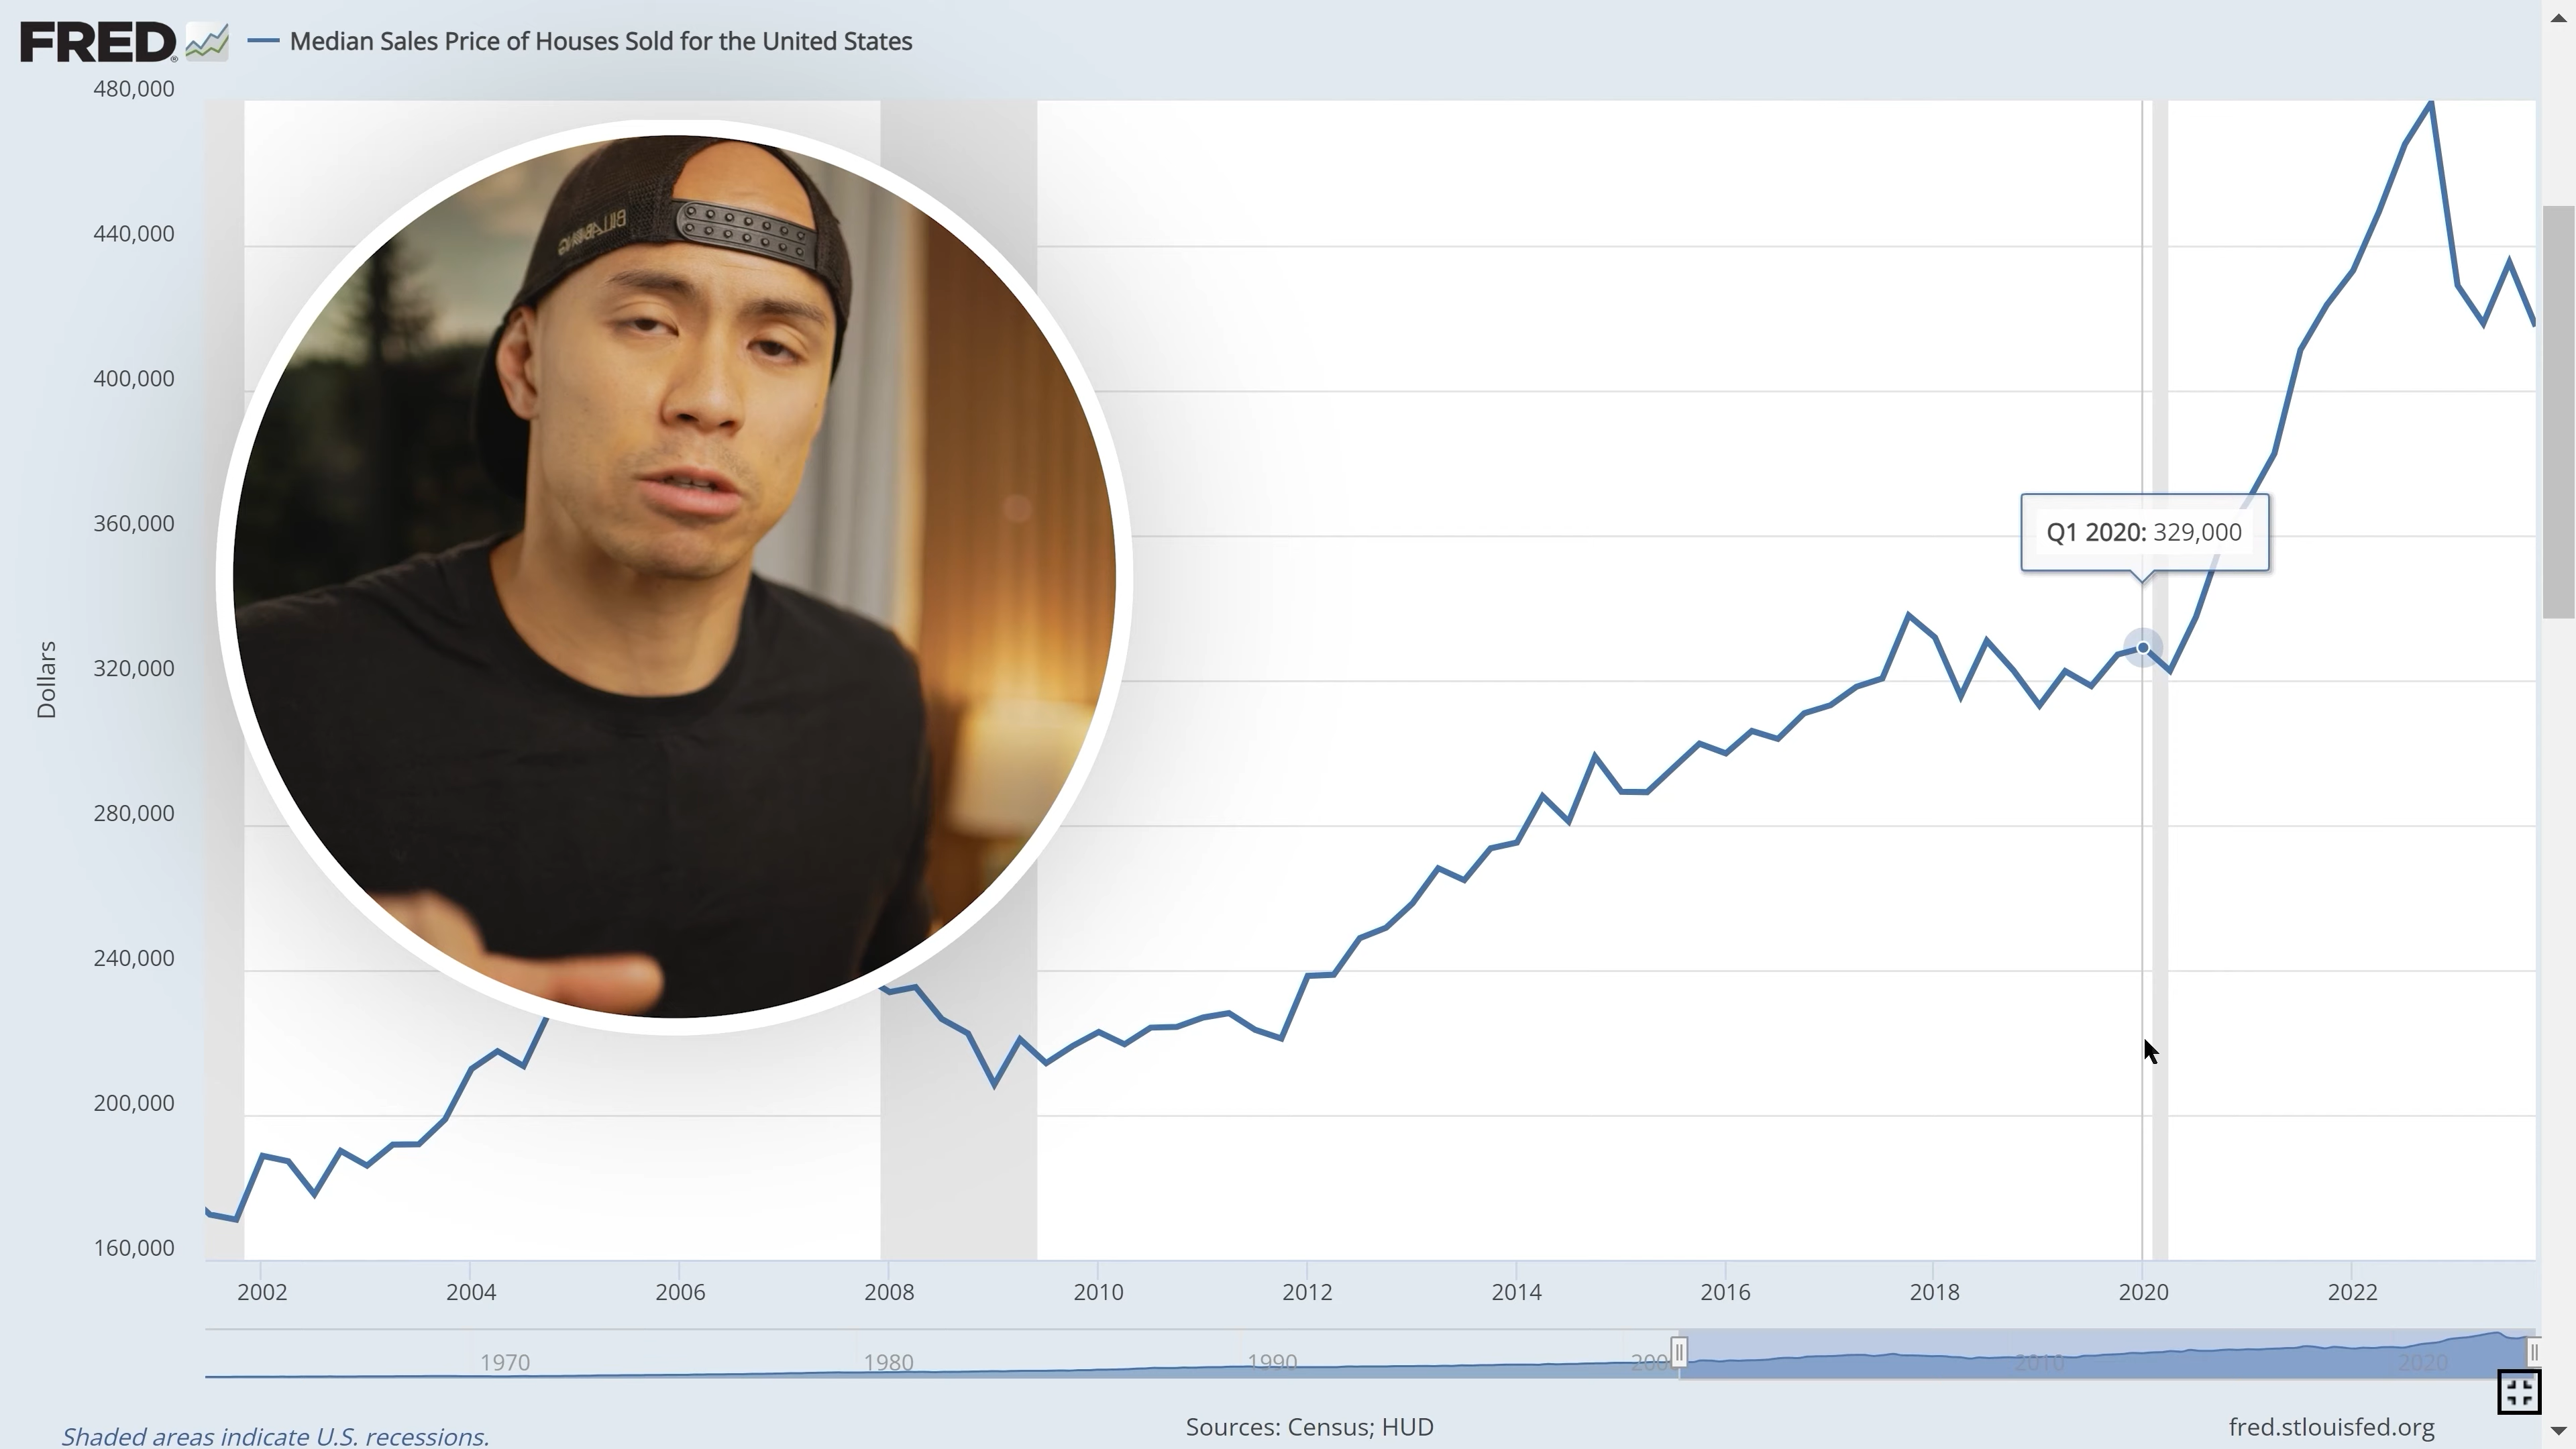 FRED
Median Sales Price of Houses Sold for the United States
480,000
440,000
400,000
360,000
320,000
280,000
240,000
200,000
160,000
Dollars
BILLABONG
Q1 2020: 329,000
2002 2004 2006 2008 2010 2012 2014 2016 2018 2020 2022
1970 1980 1990 2010 2020
Shaded areas indicate U.S. recessions.
Sources: Census; HUD
fred.stlouisfed.org